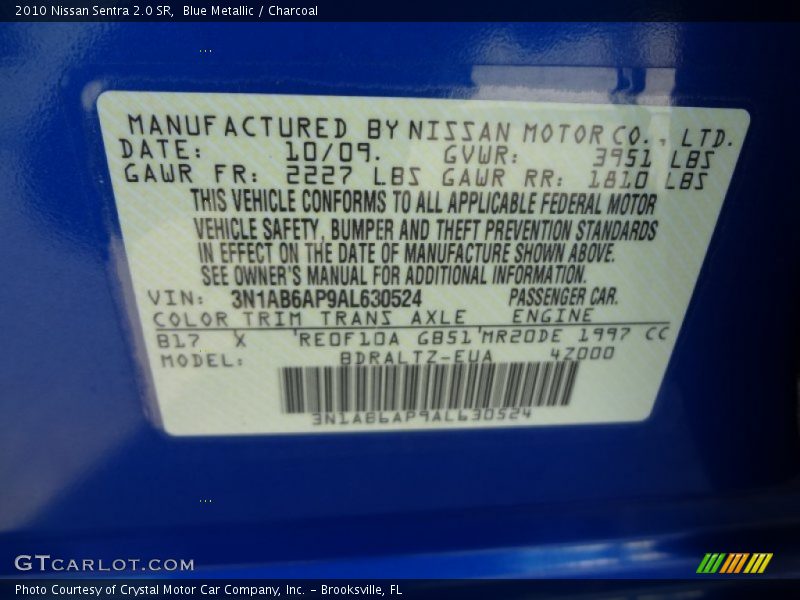 2010 Nissan Sentra 2.0 SR, Blue Metallic / Charcoal
...
MANUFACTURED BY NISSAN MOTOR CO., LTD.
DATE: 10/09. GVWR: 3951 LBS
GAWR FR: 2227 LBS GAWR RR: 1810 LBS
THIS VEHICLE CONFORMS TO ALL APPLICABLE FEDERAL MOTOR
VEHICLE SAFETY, BUMPER AND THEFT PREVENTION STANDARDS
IN EFFECT ON THE DATE OF MANUFACTURE SHOWN ABOVE.
SEE OWNER'S MANUAL FOR ADDITIONAL INFORMATION.
VIN: 3N1AB6AP9AL630524 PASSENGER CAR.
COLOR TRIM TRANS AXLE ENGINE
B17 X 'RE0F10A GB51'MR20DE 1997 CC
MODEL: BDRALTZ-EUA 4Z000
3N1AB6AP9AL630524
...
GTCARLOT.COM
Photo Courtesy of Crystal Motor Car Company, Inc. - Brooksville, FL